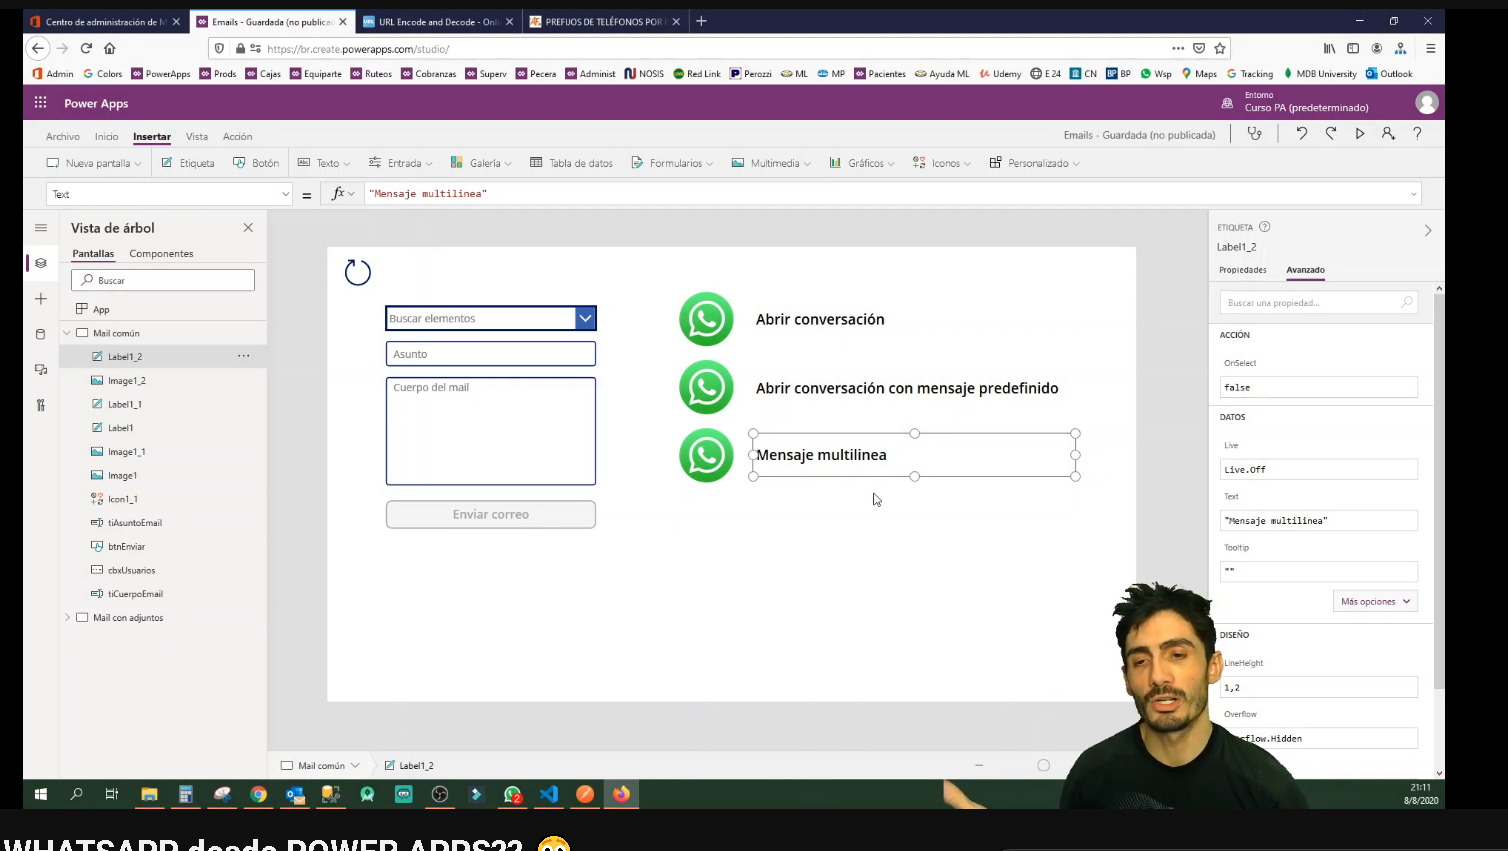 Centro de administración de M
Emails - Guardada (no publicad
URL Encode and Decode - Onli
PREFIJOS DE TELÉFONOS POR P
https://br.create.powerapps.com/studio/
Admin
Colors
PowerApps
Prods
Cajas
Equiparte
Ruteos
Cobranzas
Superv
Pecera
Administ
NOSIS
Red Link
Perozzi
ML
MP
Pacientes
Ayuda ML
Udemy
E 24
CN
BP BP
Wsp
Maps
Tracking
MDB University
Outlook
Power Apps
Entorno
Curso PA (predeterminado)
Archivo
Inicio
Insertar
Vista
Acción
Emails - Guardada (no publicada)
Nueva pantalla
Etiqueta
Botón
Abc Texto
Entrada
Galería
Tabla de datos
Formularios
Multimedia
Gráficos
Iconos
Personalizado
Text
=
fx
"Mensaje multilinea"
Vista de árbol
Pantallas
Componentes
Buscar
App
Mail común
Label1_2
Image1_2
Label1_1
Label1
Image1_1
Image1
Icon1_1
tiAsuntoEmail
btnEnviar
cbxUsuarios
tiCuerpoEmail
Mail con adjuntos
Buscar elementos
Asunto
Cuerpo del mail
Enviar correo
Abrir conversación
Abrir conversación con mensaje predefinido
Mensaje multilinea
ETIQUETA
Label1_2
Propiedades
Avanzado
Buscar una propiedad...
ACCIÓN
OnSelect
false
DATOS
Live
Live.Off
Text
"Mensaje multilinea"
Tooltip
""
Más opciones
DISEÑO
LineHeight
1,2
Overflow
rflow.Hidden
Mail común
Label1_2
2
21:11
8/8/2020
WHATSAPP desde POWER APPS??